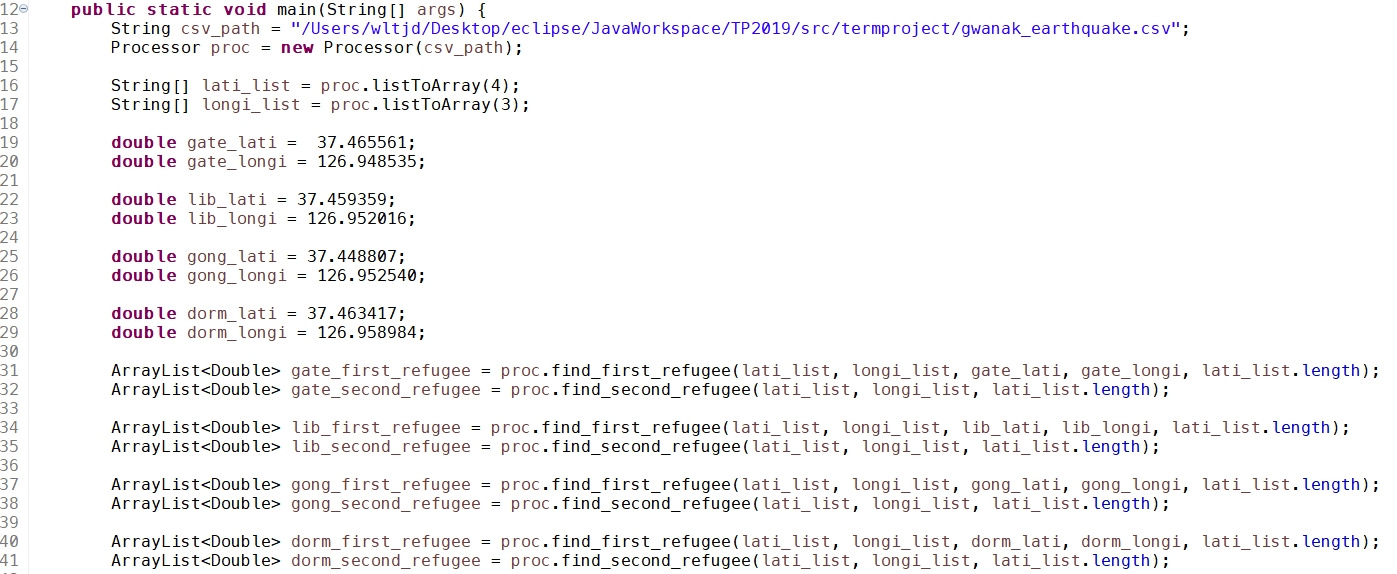 12 public static void main(String[] args) {
13 String csv_path = "/Users/wltjd/Desktop/eclipse/JavaWorkspace/TP2019/src/termproject/gwanak_earthquake.csv";
14 Processor proc = new Processor(csv_path);
15
16 String[] lati_list = proc.listToArray(4);
17 String[] longi_list = proc.listToArray(3);
18
19 double gate_lati =  37.465561;
20 double gate_longi = 126.948535;
21
22 double lib_lati = 37.459359;
23 double lib_longi = 126.952016;
24
25 double gong_lati = 37.448807;
26 double gong_longi = 126.952540;
27
28 double dorm_lati = 37.463417;
29 double dorm_longi = 126.958984;
30
31 ArrayList<Double> gate_first_refugee = proc.find_first_refugee(lati_list, longi_list, gate_lati, gate_longi, lati_list.length);
32 ArrayList<Double> gate_second_refugee = proc.find_second_refugee(lati_list, longi_list, lati_list.length);
33
34 ArrayList<Double> lib_first_refugee = proc.find_first_refugee(lati_list, longi_list, lib_lati, lib_longi, lati_list.length);
35 ArrayList<Double> lib_second_refugee = proc.find_second_refugee(lati_list, longi_list, lati_list.length);
36
37 ArrayList<Double> gong_first_refugee = proc.find_first_refugee(lati_list, longi_list, gong_lati, gong_longi, lati_list.length);
38 ArrayList<Double> gong_second_refugee = proc.find_second_refugee(lati_list, longi_list, lati_list.length);
39
40 ArrayList<Double> dorm_first_refugee = proc.find_first_refugee(lati_list, longi_list, dorm_lati, dorm_longi, lati_list.length);
41 ArrayList<Double> dorm_second_refugee = proc.find_second_refugee(lati_list, longi_list, lati_list.length);